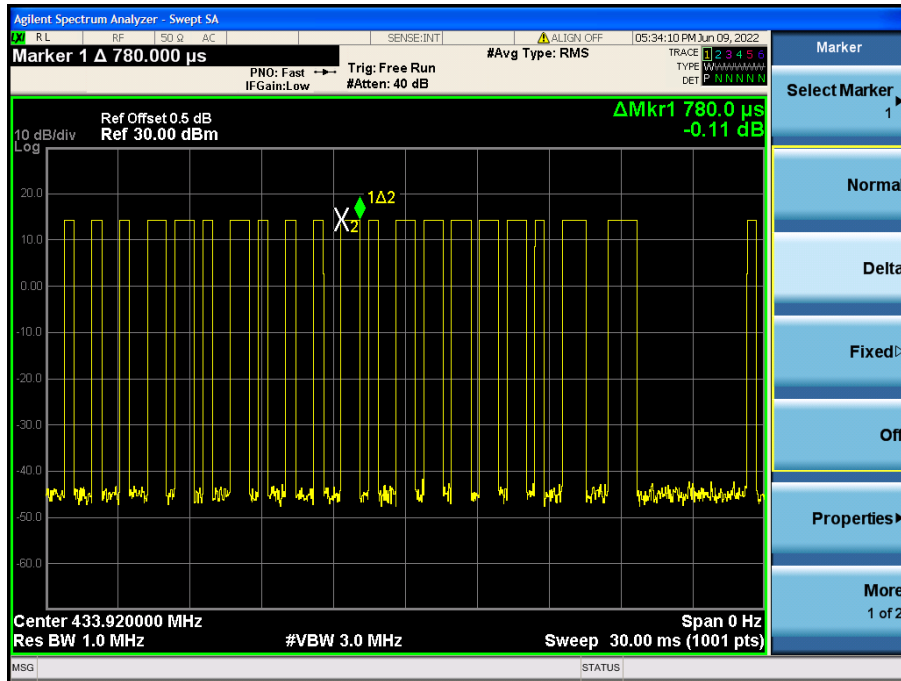 Agilent Spectrum Analyzer - Swept SA
LXI RL RF 50 Ω AC SENSE:INT ALIGN OFF 05:34:10 PM Jun 09, 2022
Marker 1 Δ 780.000 µs
PNO: Fast
IFGain:Low
Trig: Free Run
#Atten: 40 dB
#Avg Type: RMS
TRACE 1 2 3 4 5 6
TYPE WWWWWW
DET P N N N N N
Marker
Select Marker
1
Ref Offset 0.5 dB
10 dB/div Ref 30.00 dBm
Log
ΔMkr1 780.0 µs
-0.11 dB
20.0
10.0
0.00
-10.0
-20.0
-30.0
-40.0
-50.0
-60.0
1Δ2
X2
Norma
Delta
Fixed
Off
Properties
More
1 of 2
Center 433.920000 MHz Span 0 Hz
Res BW 1.0 MHz #VBW 3.0 MHz Sweep 30.00 ms (1001 pts)
MSG STATUS